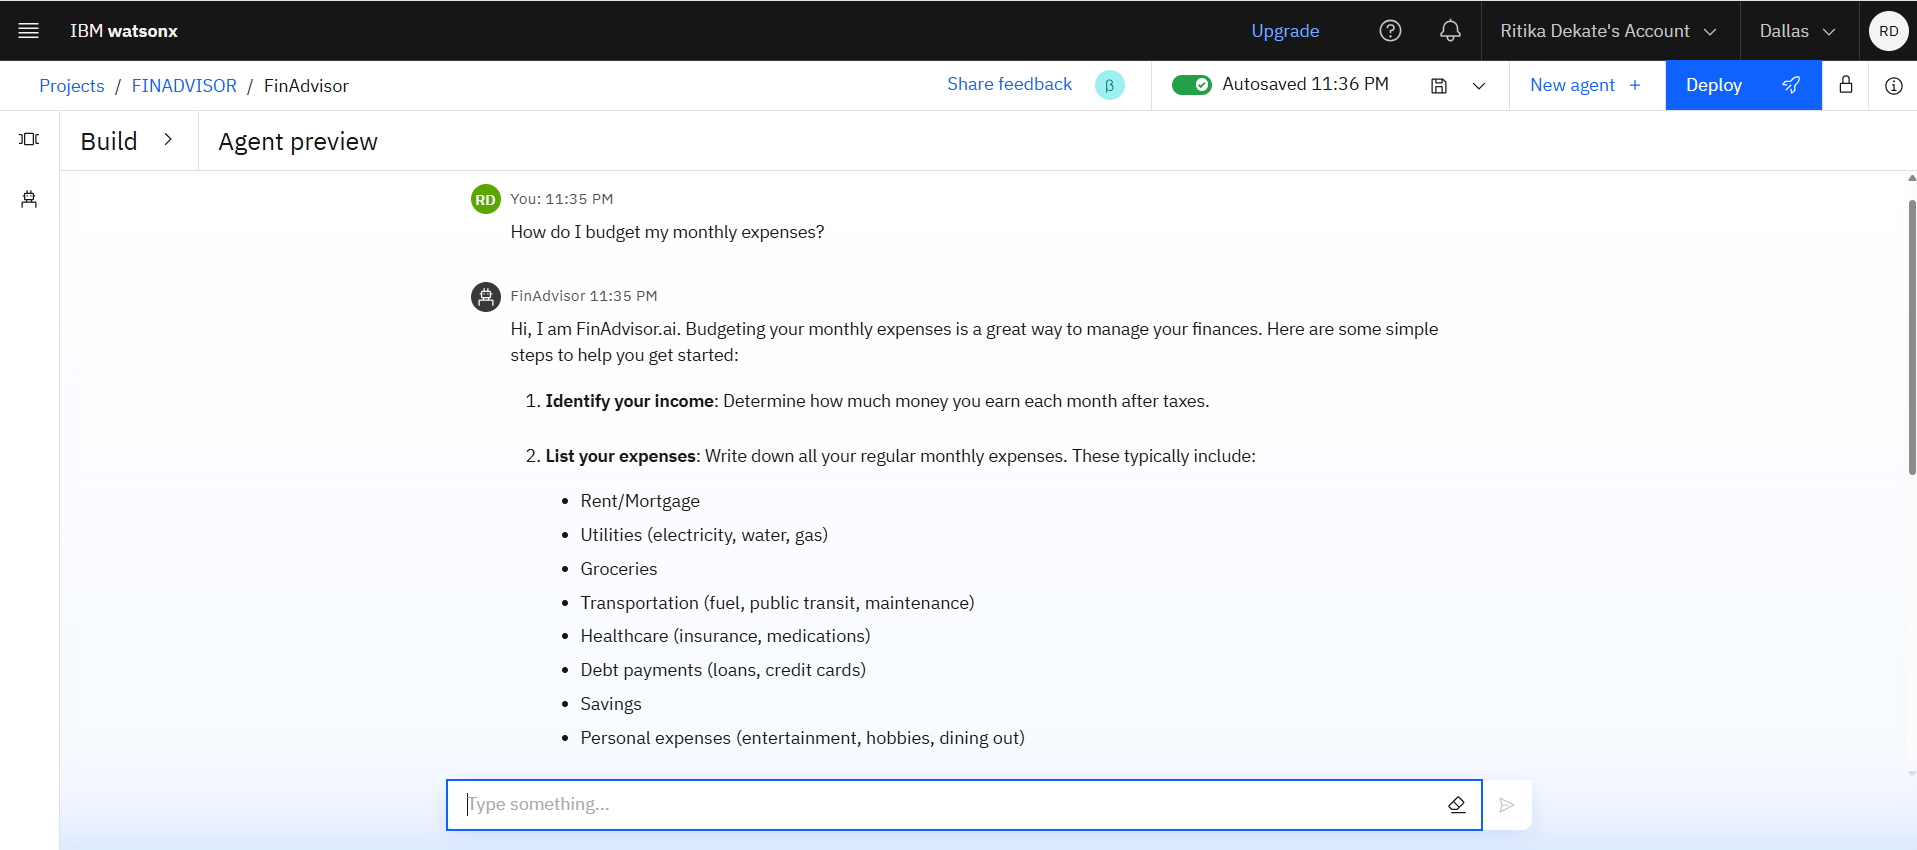 IBM watsonx
Upgrade
Ritika Dekate's Account
Dallas
RD
Projects / FINADVISOR / FinAdvisor
Share feedback
β
Autosaved 11:36 PM
New agent +
Deploy
Build
Agent preview
RD
You: 11:35 PM
How do I budget my monthly expenses?
FinAdvisor 11:35 PM
Hi, I am FinAdvisor.ai. Budgeting your monthly expenses is a great way to manage your finances. Here are some simple
steps to help you get started:
1. Identify your income: Determine how much money you earn each month after taxes.
2. List your expenses: Write down all your regular monthly expenses. These typically include:
• Rent/Mortgage
• Utilities (electricity, water, gas)
• Groceries
• Transportation (fuel, public transit, maintenance)
• Healthcare (insurance, medications)
• Debt payments (loans, credit cards)
• Savings
• Personal expenses (entertainment, hobbies, dining out)
Type something...